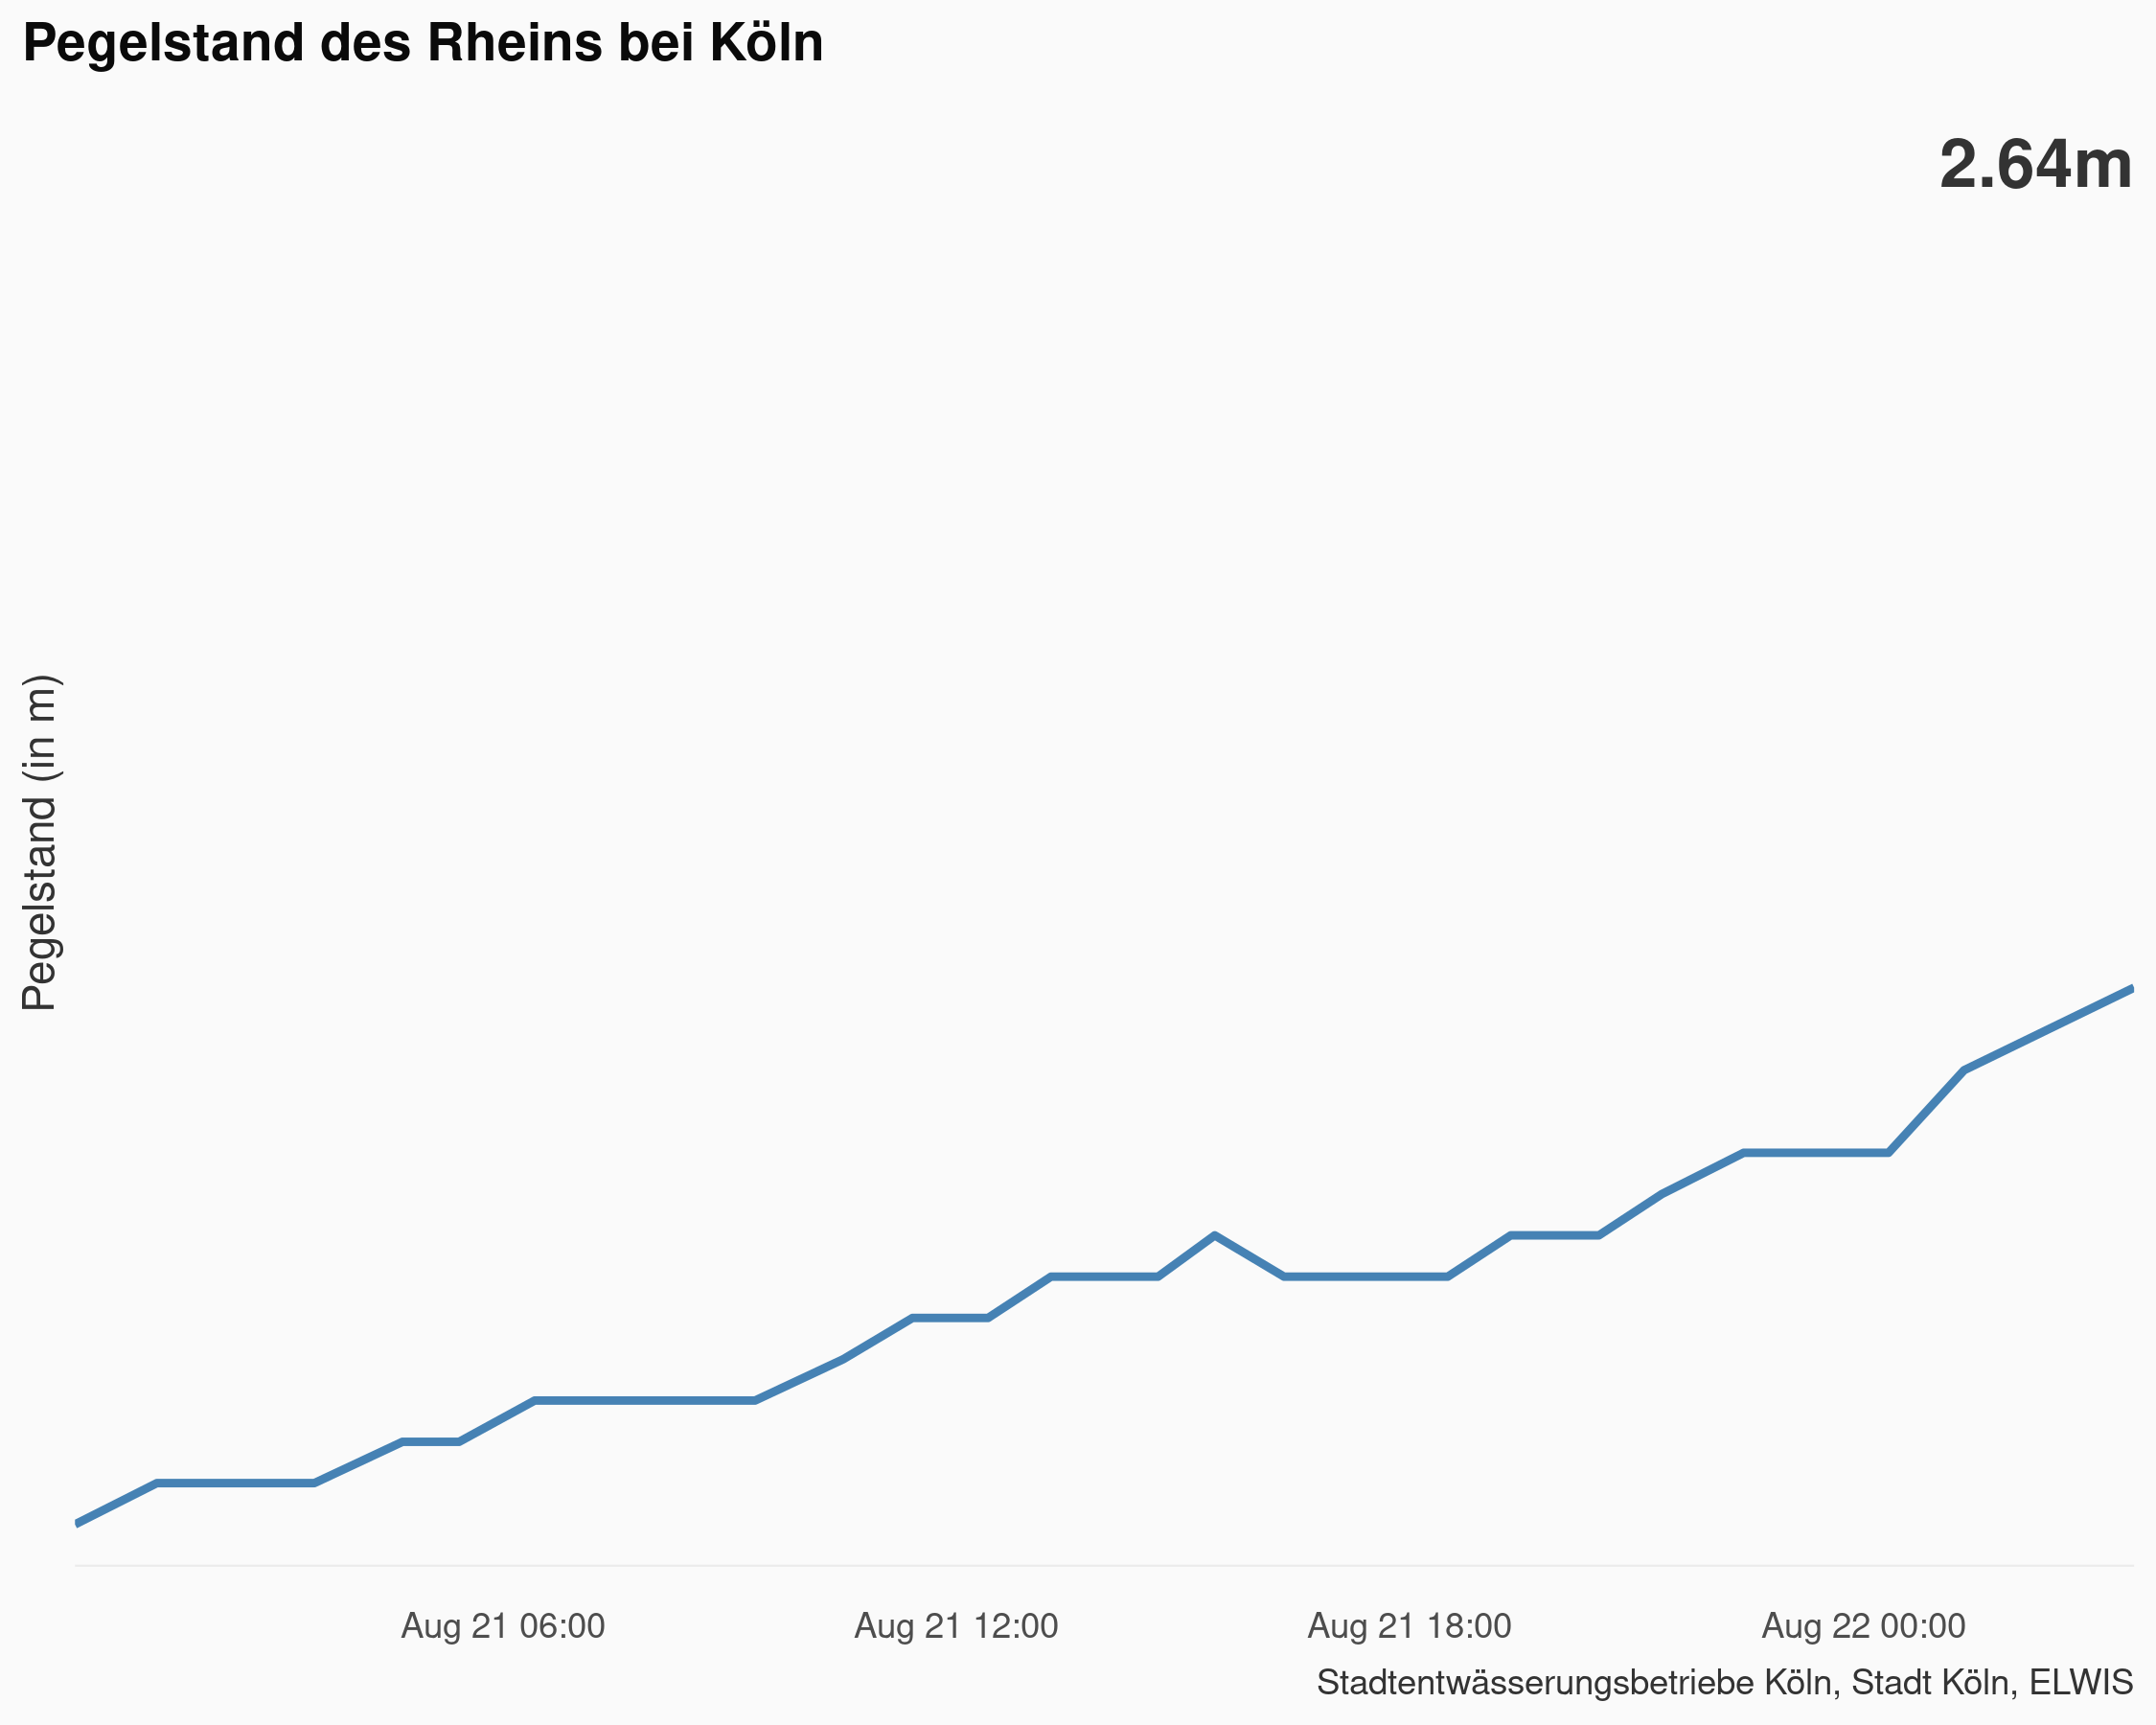 Pegelstand des Rheins bei Köln
2.64m
Pegelstand (in m)
Aug 21 06:00
Aug 21 12:00
Aug 21 18:00
Aug 22 00:00
Stadtentwässerungsbetriebe Köln, Stadt Köln, ELWIS